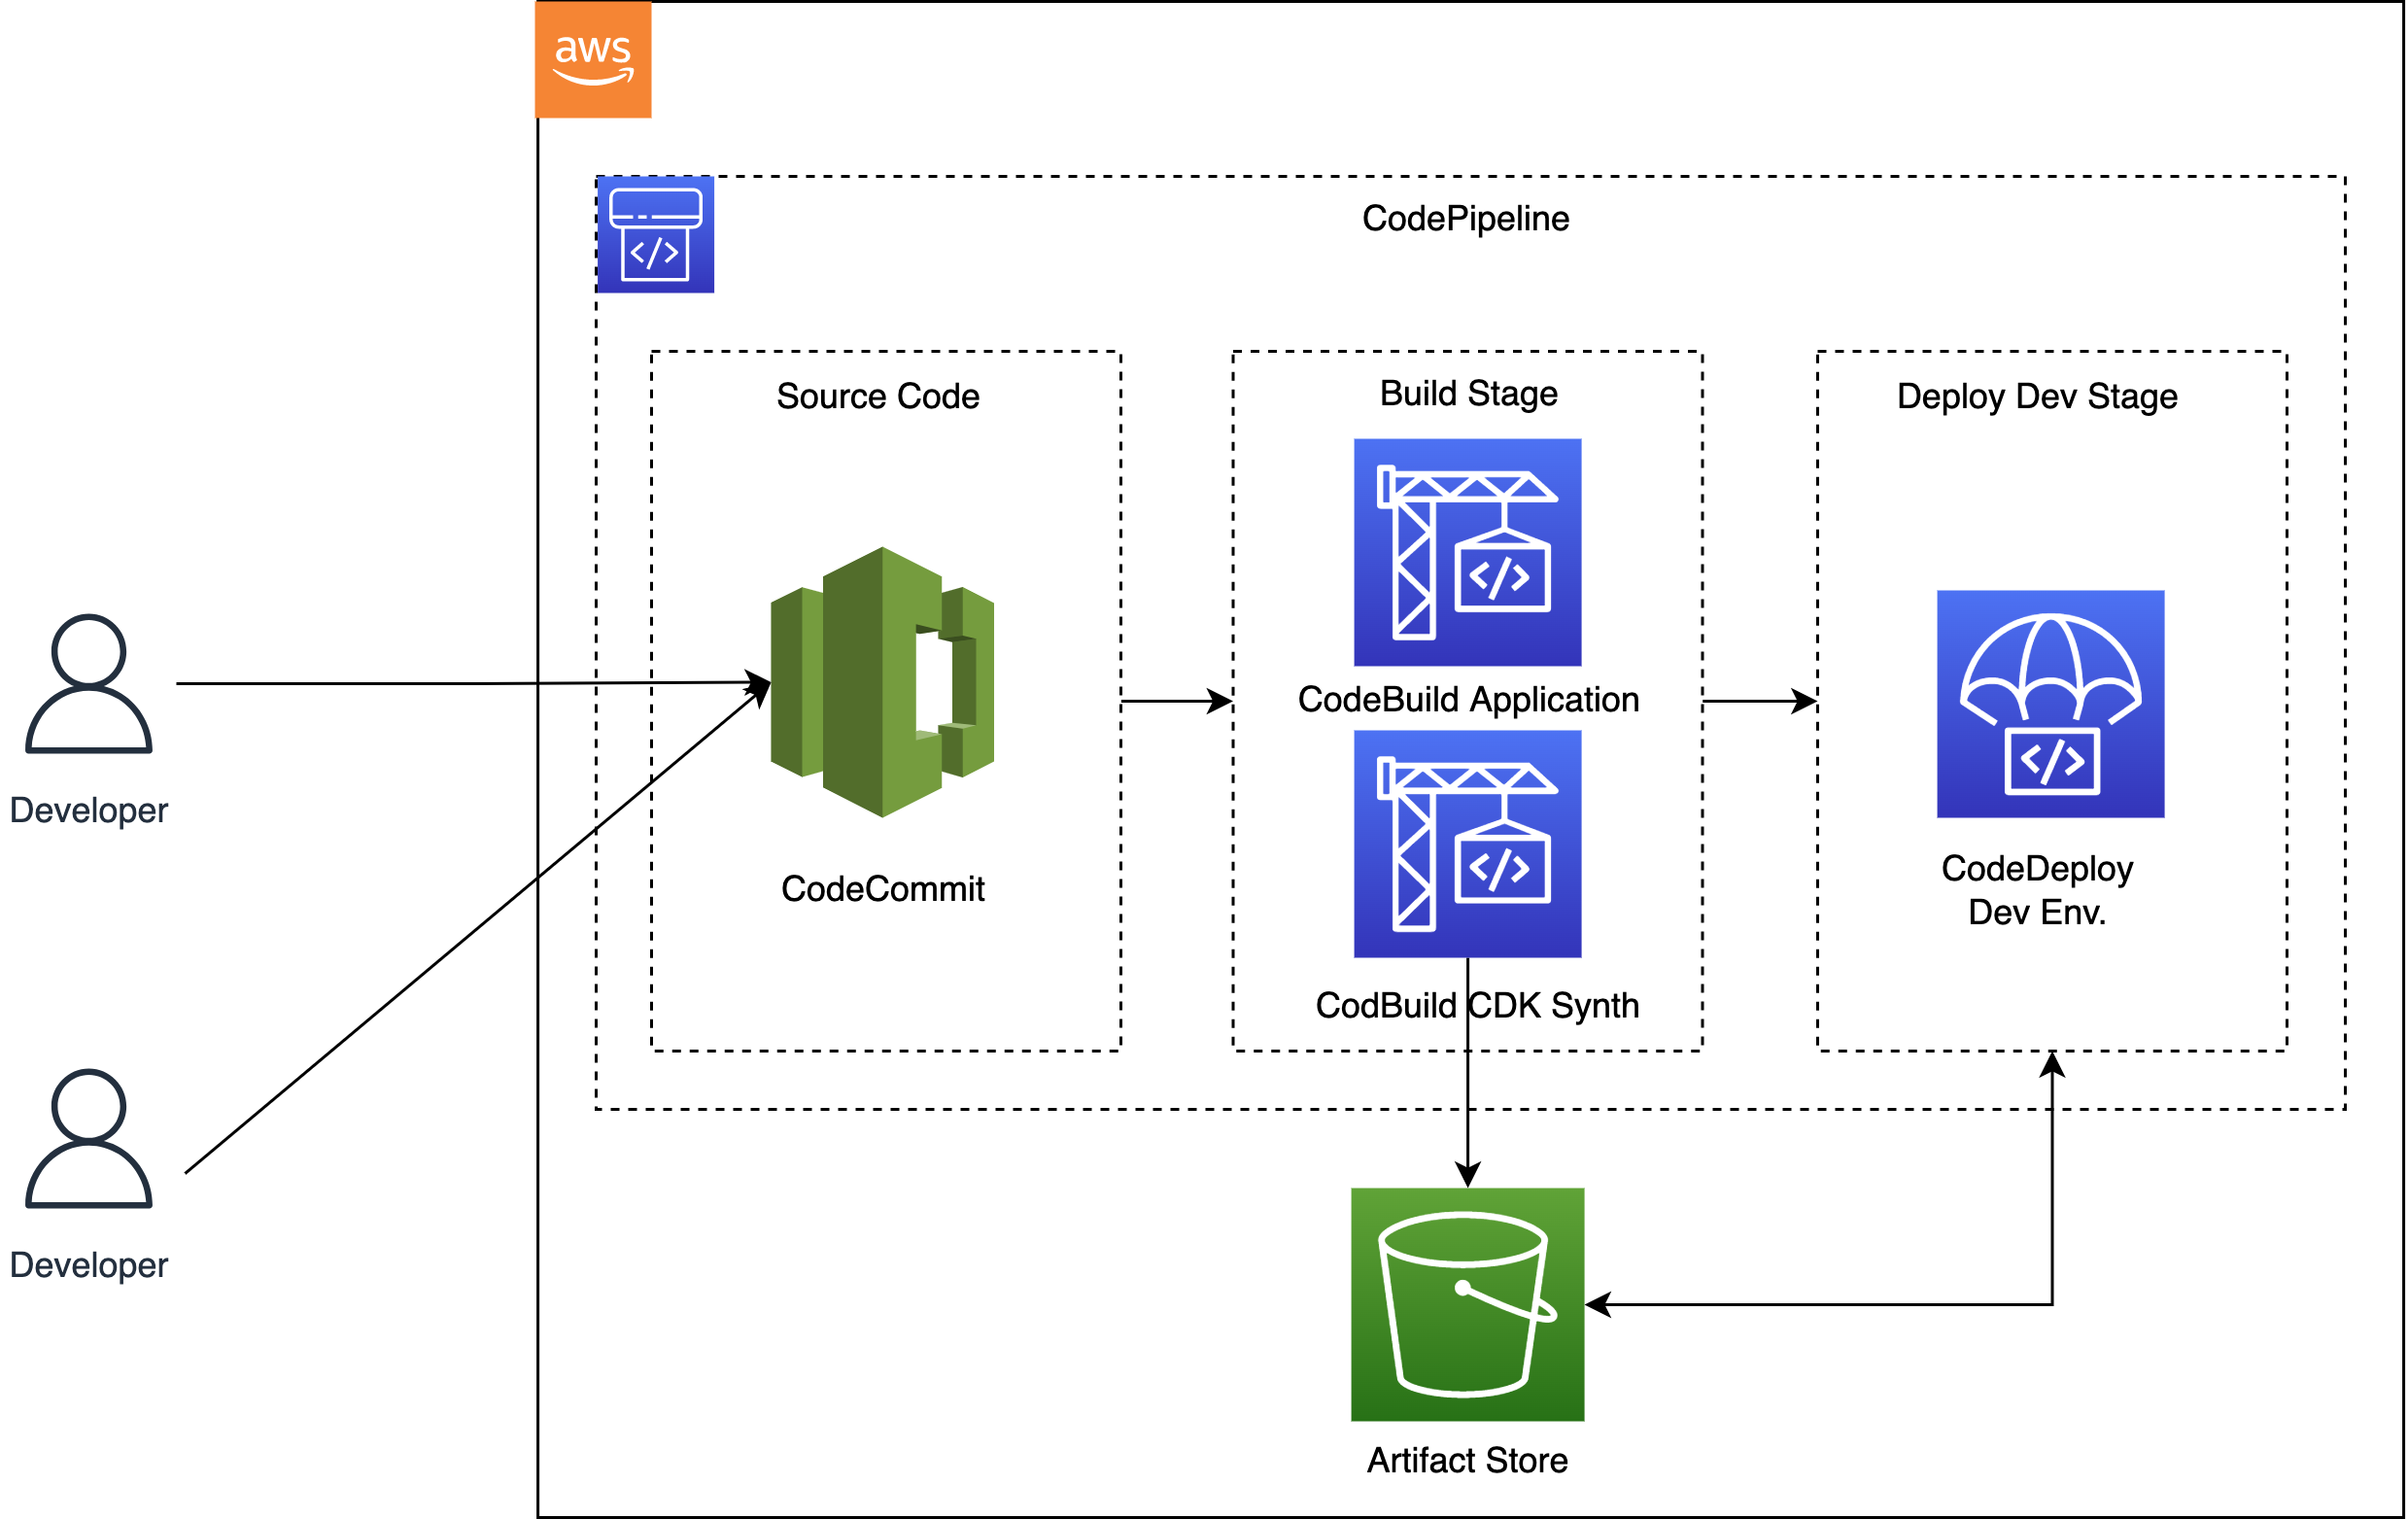 aws
CodePipeline
Source Code
Build Stage
Deploy Dev Stage
CodeBuild Application
CodeCommit
CodBuild CDK Synth
CodeDeploy
Dev Env.
Developer
Developer
Artifact Store